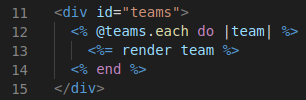 11 <div id="teams">
12   <% @teams.each do |team| %>
13     <%= render team %>
14   <% end %>
15 </div>